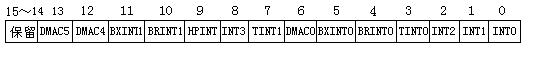 15～14 13 12 11 10 9 8 7 6 5 4 3 2 1 0
保留 DMAC5 DMAC4 BXINT1 BRINT1 HPINT INT3 TINT1 DMAC0 BXINT0 BRINT0 TINT0 INT2 INT1 INT0